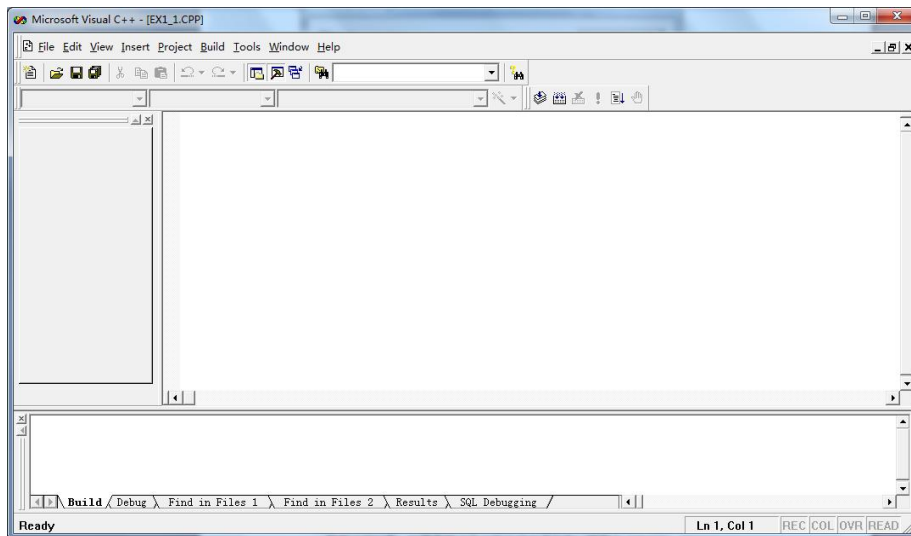 Microsoft Visual C++ - [EX1_1.CPP]
File Edit View Insert Project Build Tools Window Help
Build Debug Find in Files 1 Find in Files 2 Results SQL Debugging
Ready Ln 1, Col 1 REC COL OVR READ